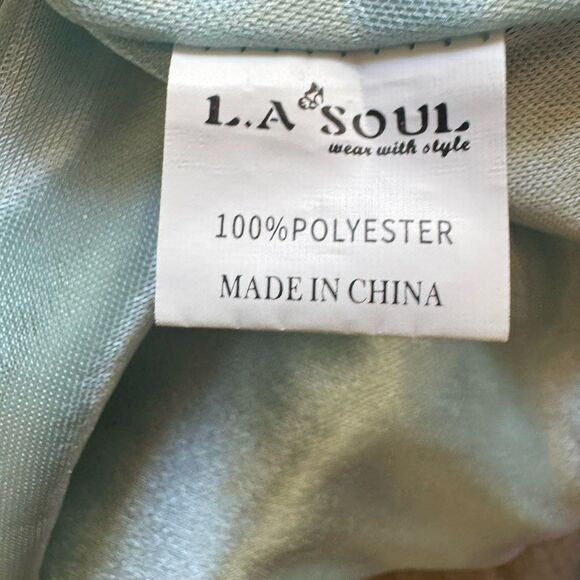 L.A SOUL
wear with style
100%POLYESTER
MADE IN CHINA